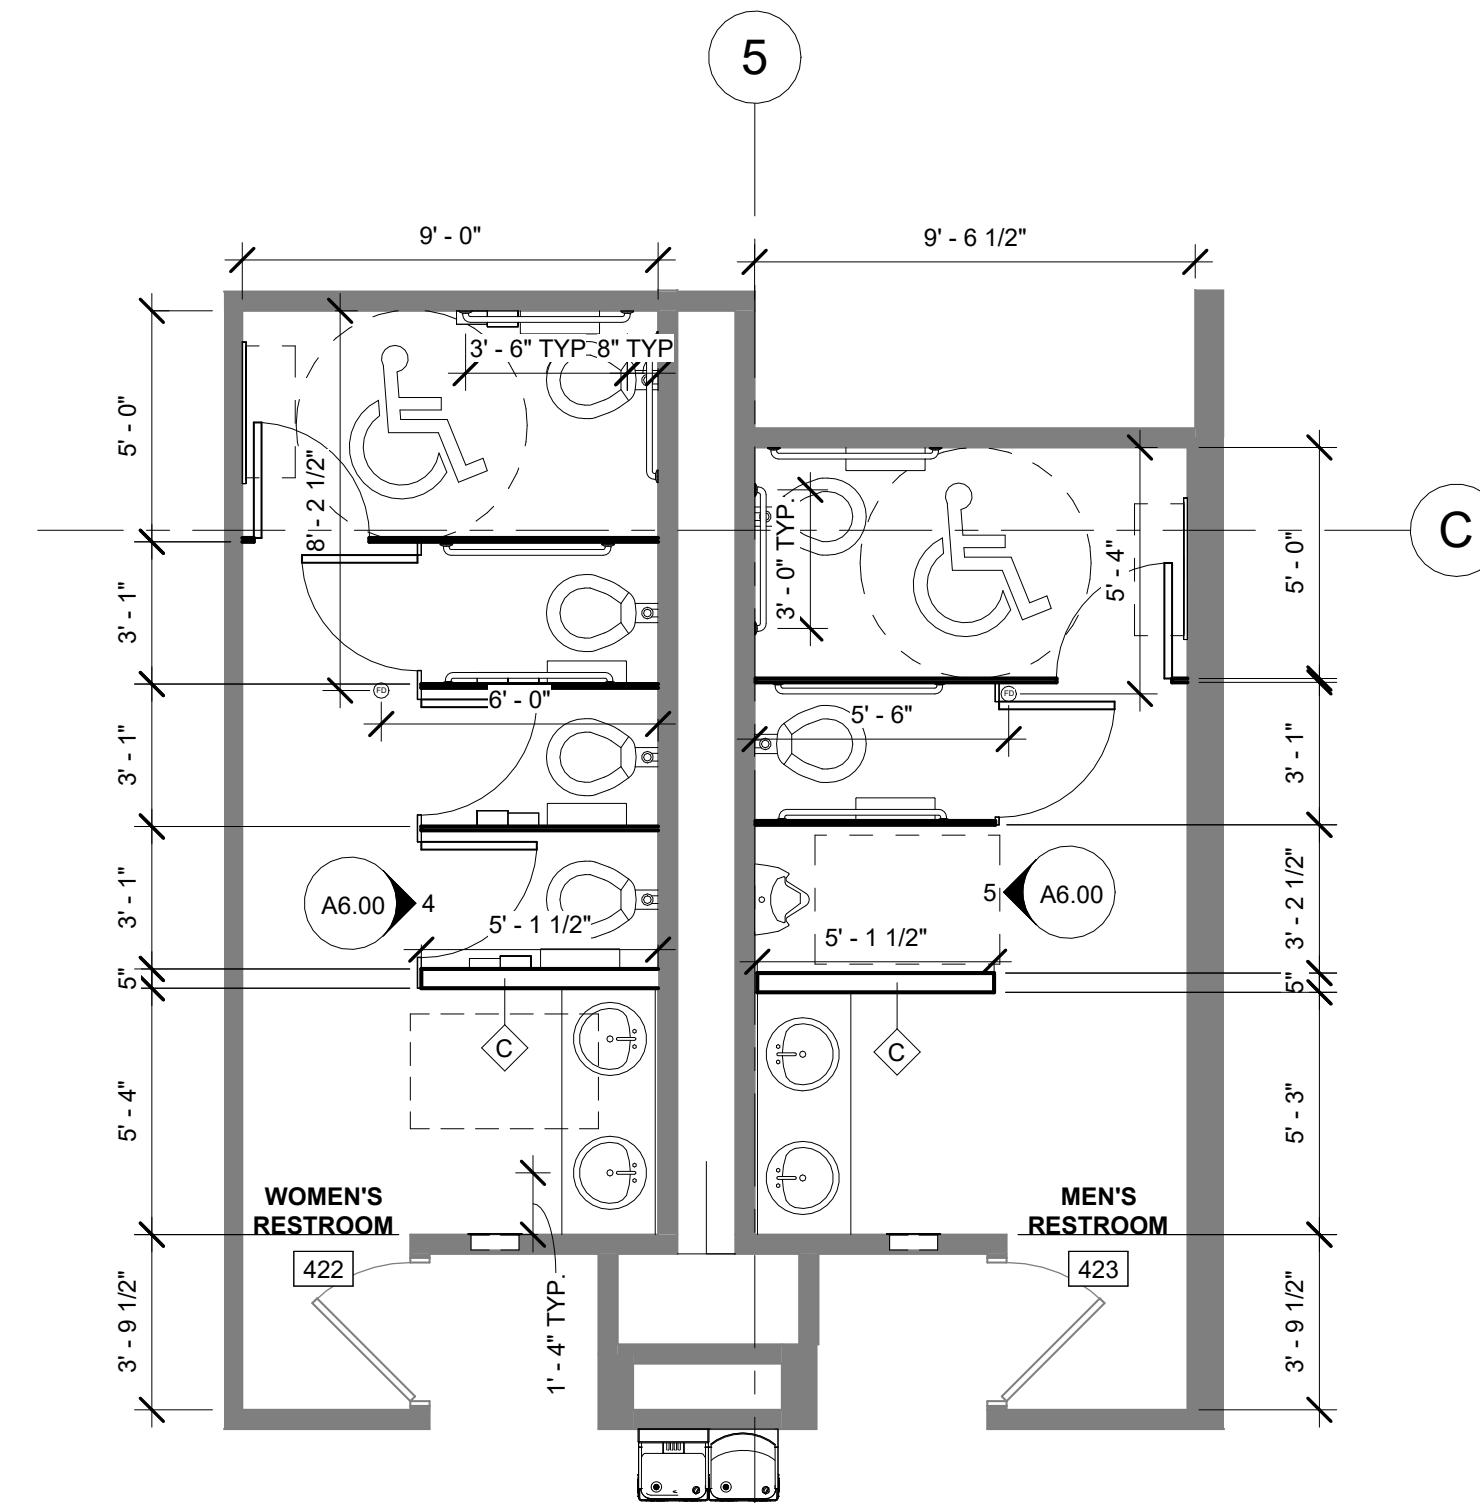 5
9' - 0"
9' - 6 1/2"
3' - 6" TYP
8" TYP
5' - 0"
8' - 2 1/2"
3' - 0" TYP.
5' - 4"
5' - 0"
C
3' - 1"
FD
6' - 0"
FD
5' - 6"
3' - 1"
3' - 1"
3' - 1"
A6.00
4
5
A6.00
5' - 1 1/2"
5' - 1 1/2"
3' - 2 1/2"
5"
5"
C
C
5' - 4"
5' - 3"
WOMEN'S
RESTROOM
422
MEN'S
RESTROOM
423
3' - 9 1/2"
1' - 4" TYP.
3' - 9 1/2"